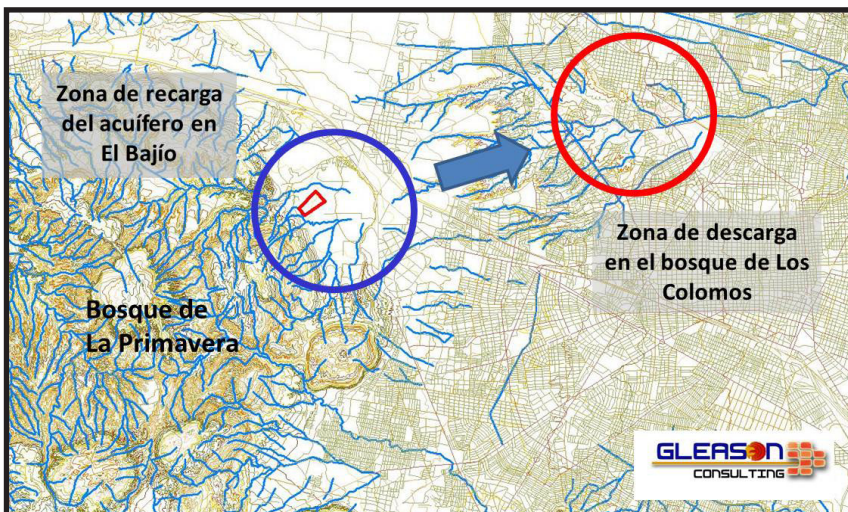 Zona de recarga
del acuífero en
El Bajío
Zona de descarga
en el bosque de Los
Colomos
Bosque de
La Primavera
GLEASON
CONSULTING